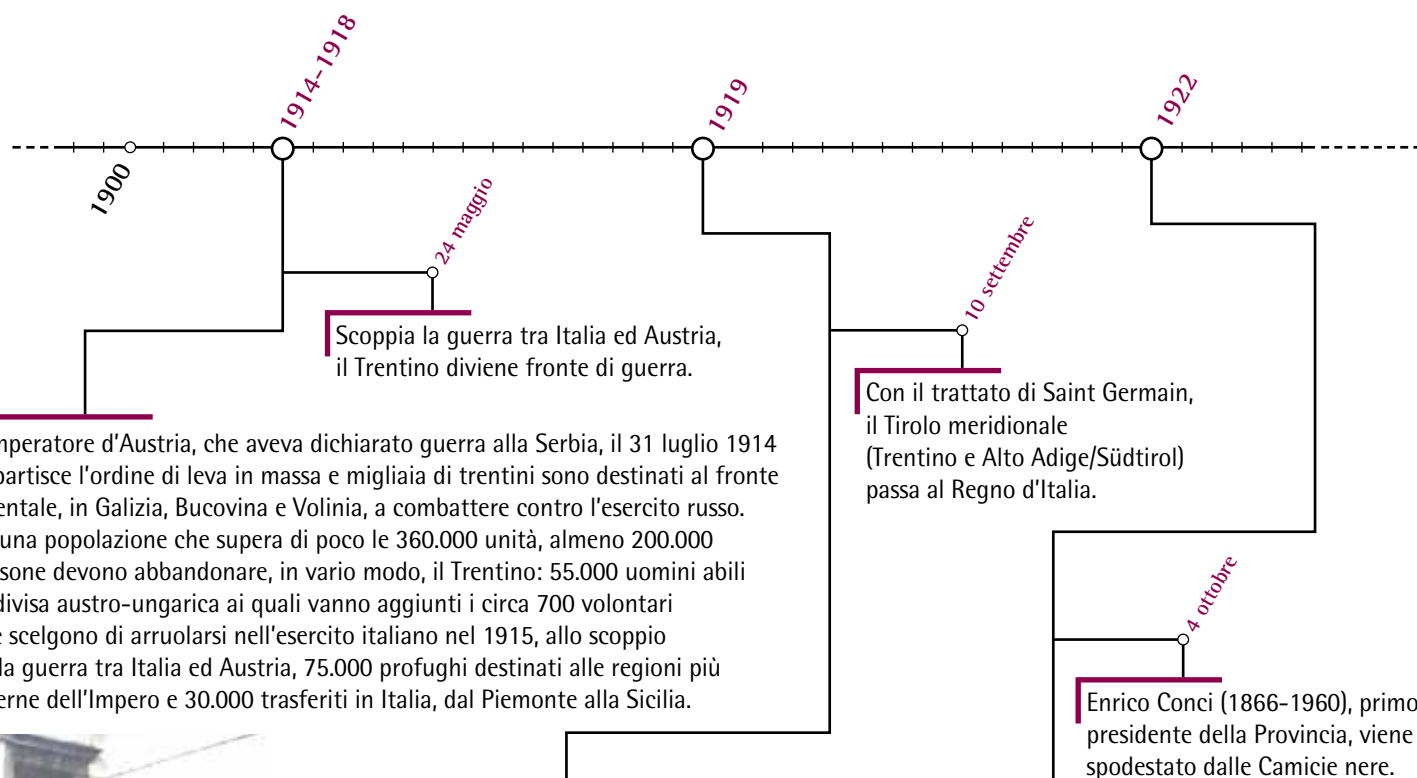 1914-1918
1919
1922
1900
24 maggio
Scoppia la guerra tra Italia ed Austria,
il Trentino diviene fronte di guerra.
10 settembre
Con il trattato di Saint Germain,
il Tirolo meridionale
(Trentino e Alto Adige/Südtirol)
passa al Regno d'Italia.
mperatore d'Austria, che aveva dichiarato guerra alla Serbia, il 31 luglio 1914
partisce l'ordine di leva in massa e migliaia di trentini sono destinati al fronte
entale, in Galizia, Bucovina e Volinia, a combattere contro l'esercito russo.
una popolazione che supera di poco le 360.000 unità, almeno 200.000
sone devono abbandonare, in vario modo, il Trentino: 55.000 uomini abili
divisa austro-ungarica ai quali vanno aggiunti i circa 700 volontari
e scelgono di arruolarsi nell'esercito italiano nel 1915, allo scoppio
la guerra tra Italia ed Austria, 75.000 profughi destinati alle regioni più
erne dell'Impero e 30.000 trasferiti in Italia, dal Piemonte alla Sicilia.
4 ottobre
Enrico Conci (1866-1960), primo
presidente della Provincia, viene
spodestato dalle Camicie nere.